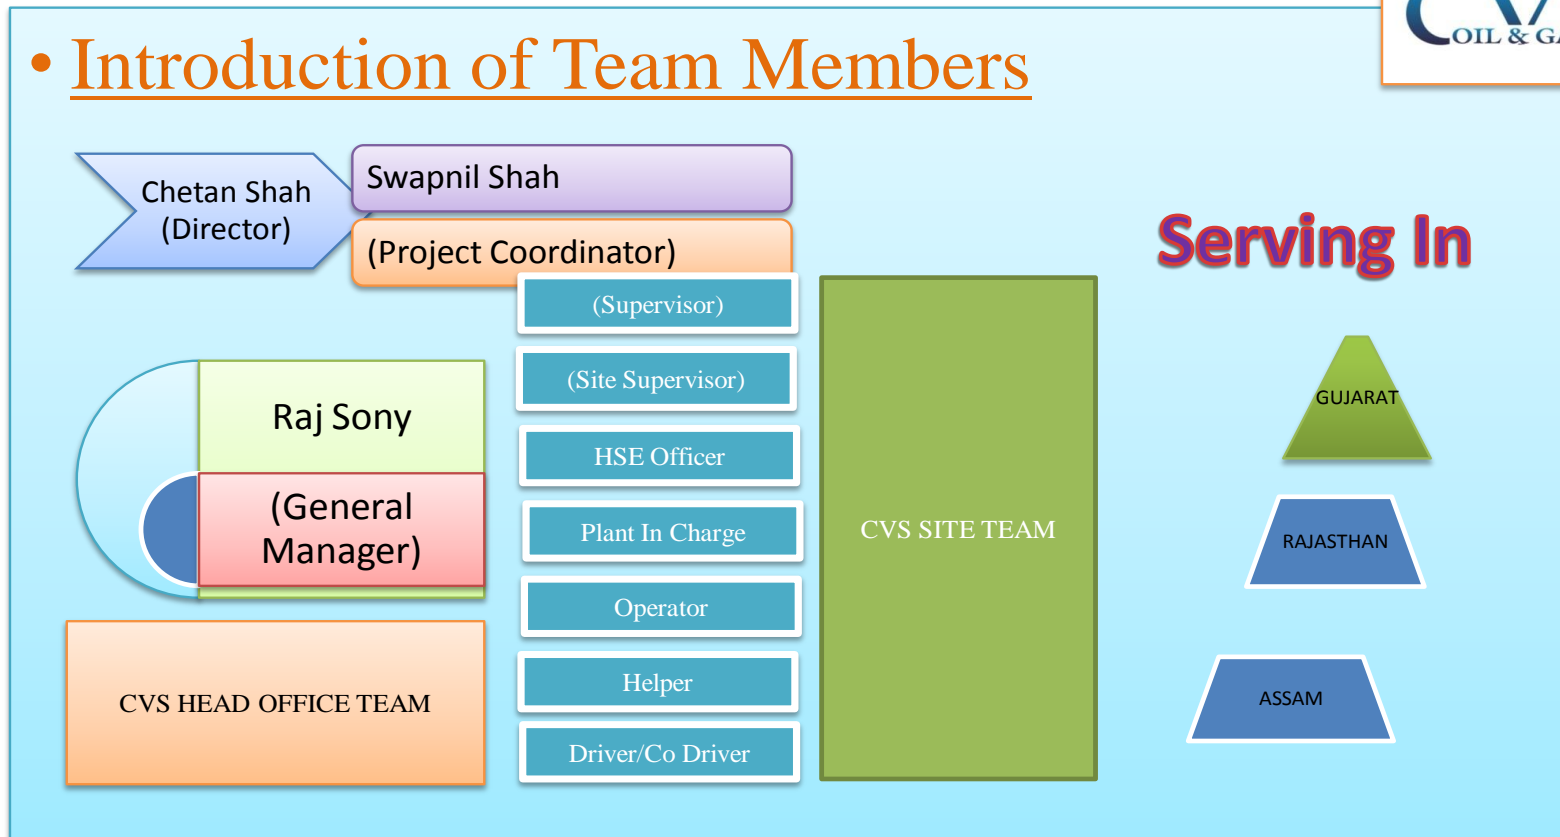 • Introduction of Team Members
Chetan Shah
(Director)
Swapnil Shah
(Project Coordinator)
Raj Sony
(General
Manager)
CVS HEAD OFFICE TEAM
(Supervisor)
(Site Supervisor)
HSE Officer
Plant In Charge
Operator
Helper
Driver/Co Driver
CVS SITE TEAM
Serving In
GUJARAT
RAJASTHAN
ASSAM